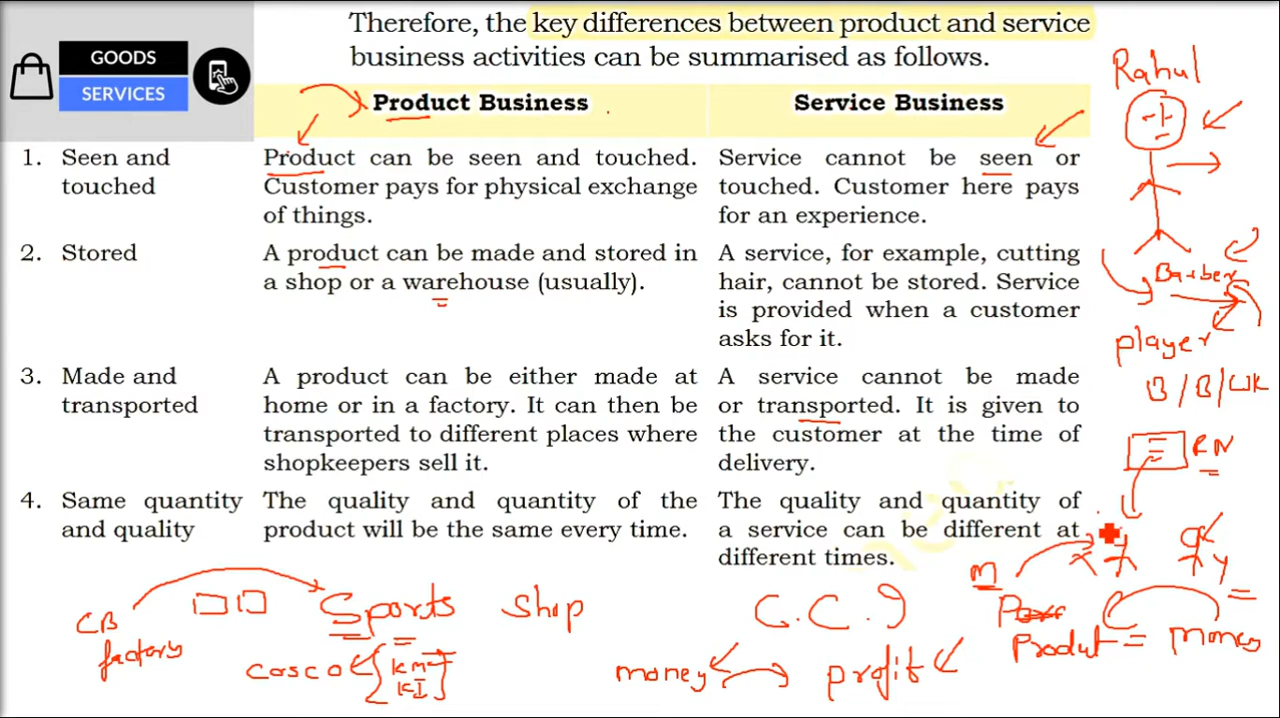 Therefore, the key differences between product and service
business activities can be summarised as follows.
GOODS
SERVICES
Product Business
Service Business
1. Seen and
touched
Product can be seen and touched.
Customer pays for physical exchange
of things.
Service cannot be seen or
touched. Customer here pays
for an experience.
2. Stored
A product can be made and stored in
a shop or a warehouse (usually).
A service, for example, cutting
hair, cannot be stored. Service
is provided when a customer
asks for it.
3. Made and
transported
A product can be either made at
home or in a factory. It can then be
transported to different places where
shopkeepers sell it.
A service cannot be made
or transported. It is given to
the customer at the time of
delivery.
4. Same quantity
and quality
The quality and quantity of the
product will be the same every time.
The quality and quantity of
a service can be different at
different times.
Rahul
Barber
player
B/B/WK
RN
x
y
m
Product = money
CB
factory
Sports Shop
cosco
G.C.
money
profit